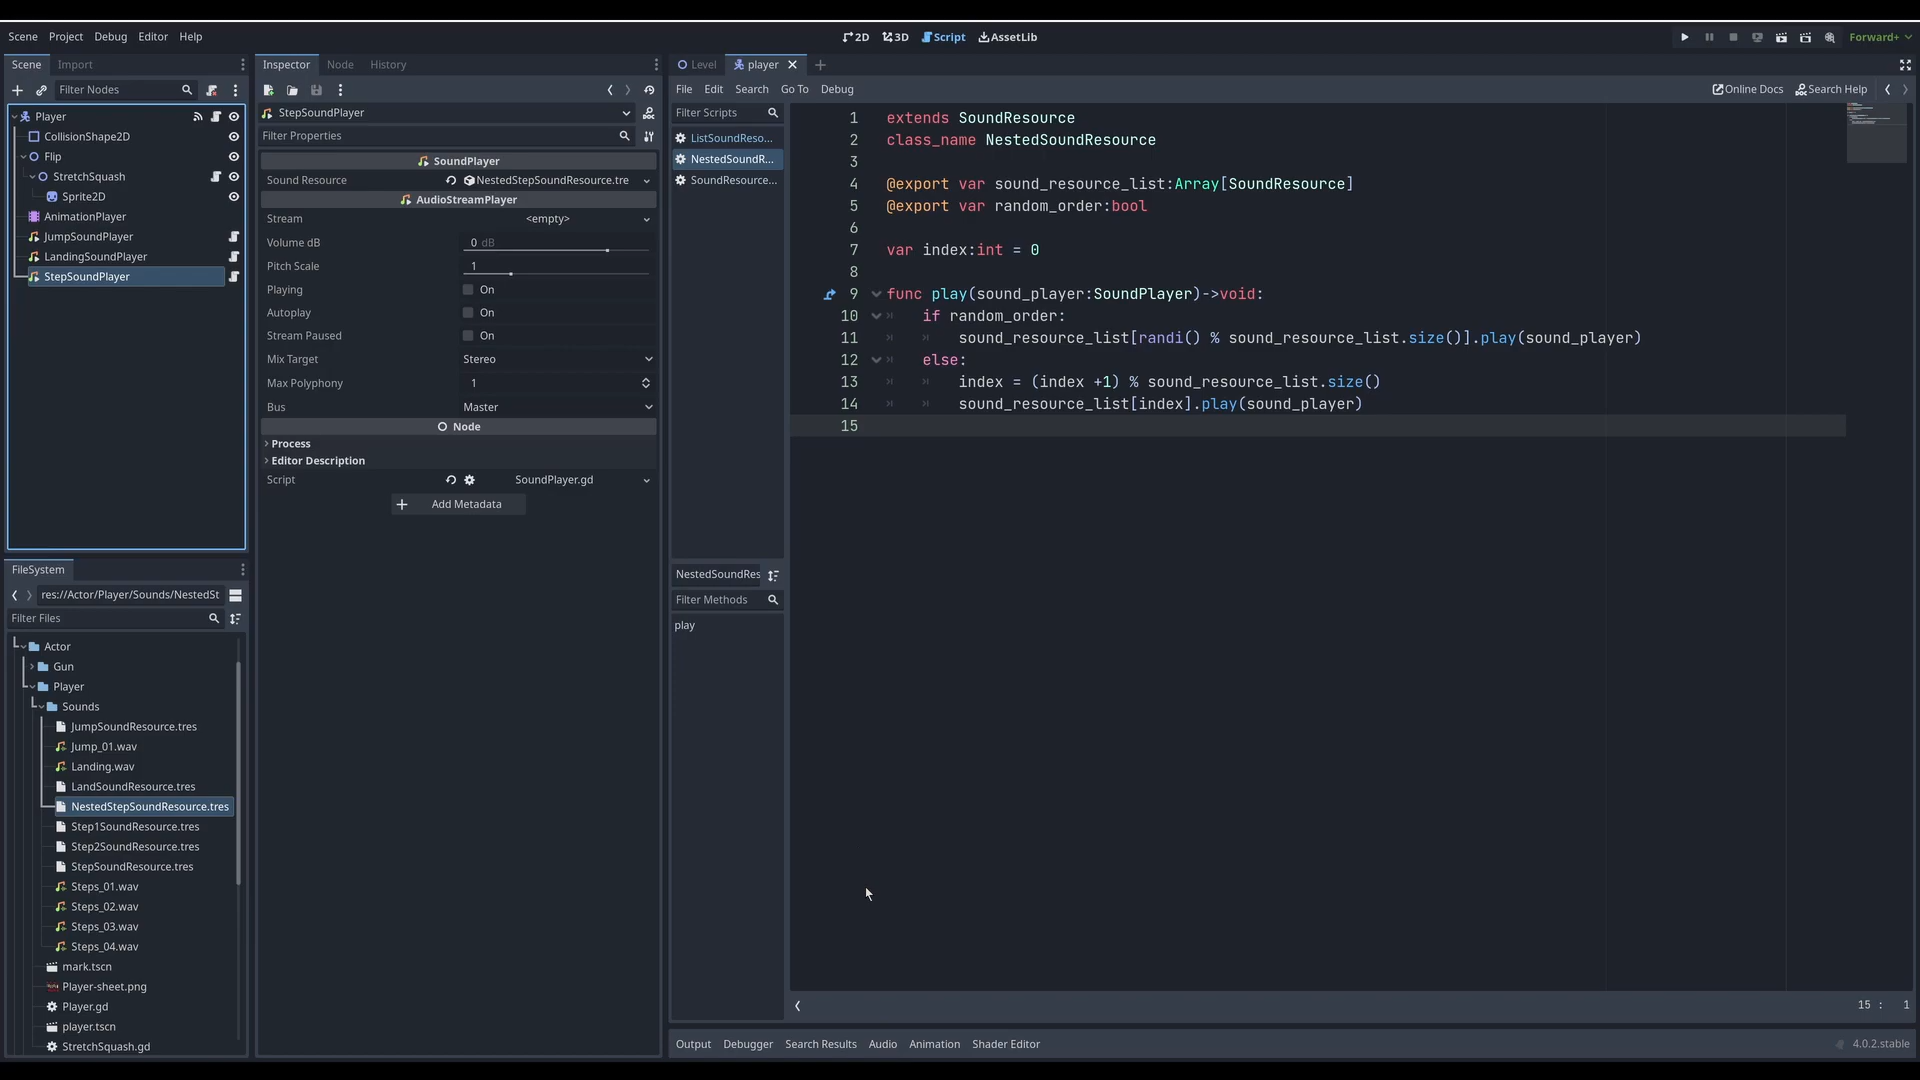 Scene Project Debug Editor Help
2D 3D Script AssetLib
Forward+
Scene Import
Filter Nodes
Player
CollisionShape2D
Flip
StretchSquash
Sprite2D
AnimationPlayer
JumpSoundPlayer
LandingSoundPlayer
StepSoundPlayer
FileSystem
res://Actor/Player/Sounds/NestedSt
Filter Files
Actor
Gun
Player
Sounds
JumpSoundResource.tres
Jump_01.wav
Landing.wav
LandSoundResource.tres
NestedStepSoundResource.tres
Step1SoundResource.tres
Step2SoundResource.tres
StepSoundResource.tres
Steps_01.wav
Steps_02.wav
Steps_03.wav
Steps_04.wav
mark.tscn
Player-sheet.png
Player.gd
player.tscn
StretchSquash.gd
Inspector Node History
StepSoundPlayer
Filter Properties
SoundPlayer
Sound Resource NestedStepSoundResource.tre
AudioStreamPlayer
Stream <empty>
Volume dB 0 dB
Pitch Scale 1
Playing On
Autoplay On
Stream Paused On
Mix Target Stereo
Max Polyphony 1
Bus Master
Node
Process
Editor Description
Script SoundPlayer.gd
Add Metadata
Level player
File Edit Search Go To Debug
Online Docs Search Help
Filter Scripts
ListSoundReso...
NestedSoundR...
SoundResource...
NestedSoundRes
Filter Methods
play
1 extends SoundResource
2 class_name NestedSoundResource
3
4 @export var sound_resource_list:Array[SoundResource]
5 @export var random_order:bool
6
7 var index:int = 0
8
9 func play(sound_player:SoundPlayer)->void:
10 if random_order:
11 sound_resource_list[randi() % sound_resource_list.size()].play(sound_player)
12 else:
13 index = (index +1) % sound_resource_list.size()
14 sound_resource_list[index].play(sound_player)
15
15 : 1
Output Debugger Search Results Audio Animation Shader Editor
4.0.2.stable